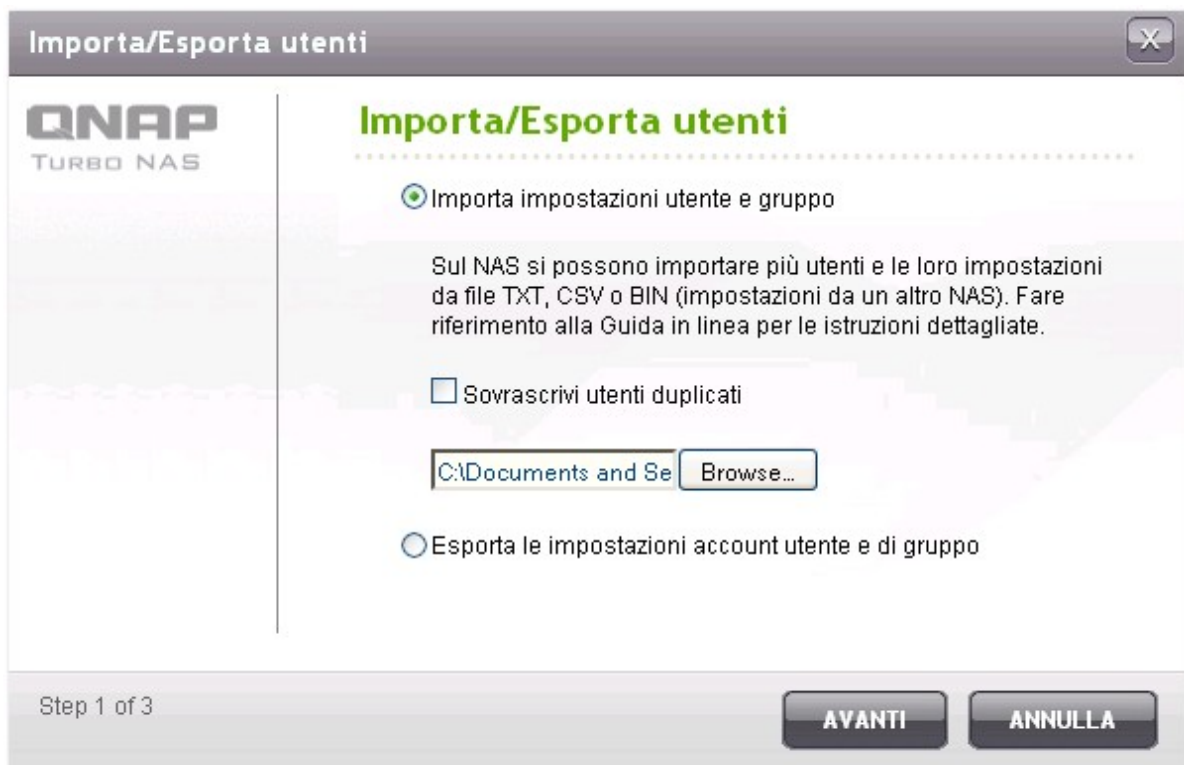 Importa/Esporta utenti
X
QNAP
TURBO NAS
Importa/Esporta utenti
Importa impostazioni utente e gruppo
Sul NAS si possono importare più utenti e le loro impostazioni
da file TXT, CSV o BIN (impostazioni da un altro NAS). Fare
riferimento alla Guida in linea per le istruzioni dettagliate.
Sovrascrivi utenti duplicati
C:\Documents and Se
Browse...
Esporta le impostazioni account utente e di gruppo
Step 1 of 3
AVANTI
ANNULLA